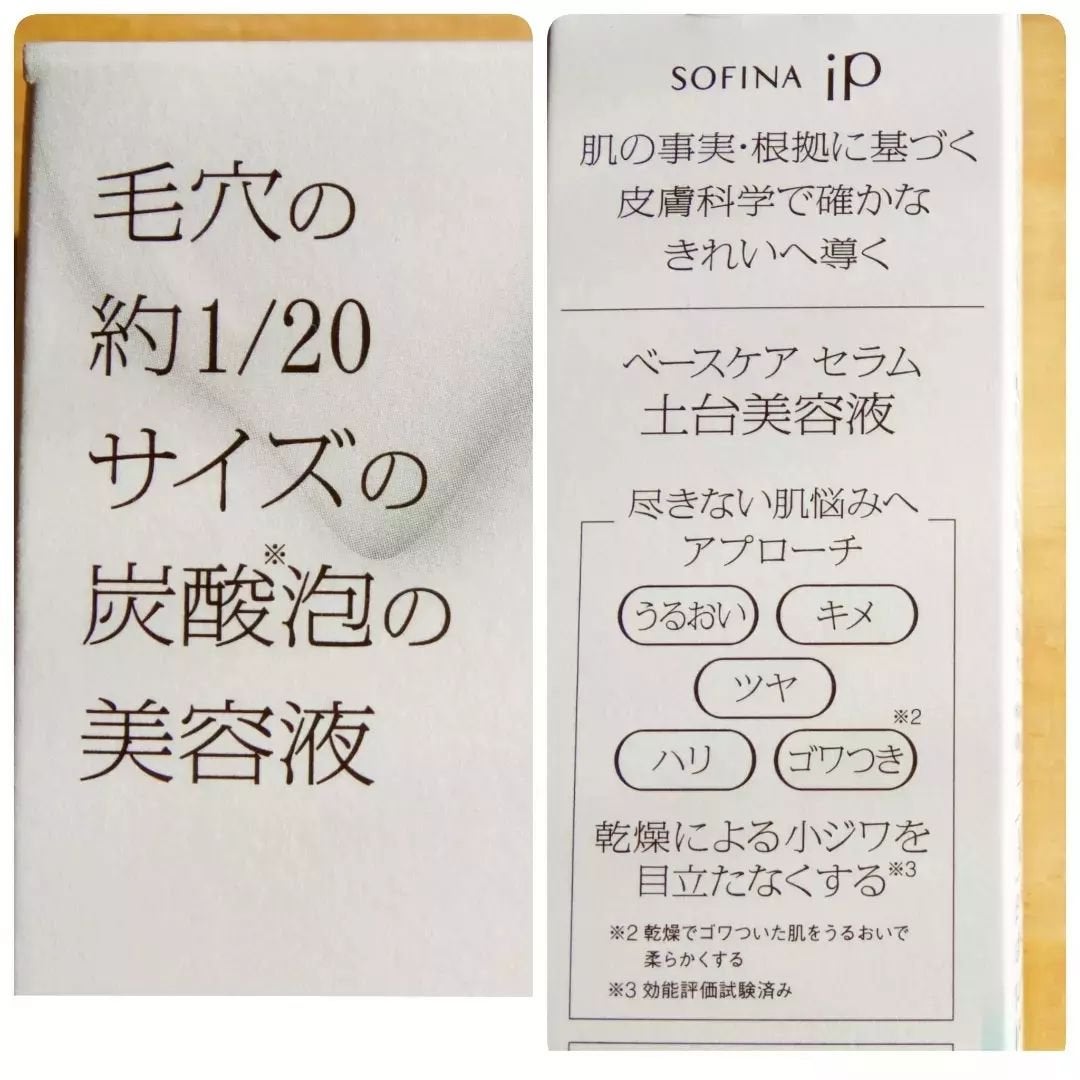 毛穴の
約1/20
サイズの
炭酸※泡の
美容液
SOFINA iP
肌の事実・根拠に基づく
皮膚科学で確かな
きれいへ導く
ベースケア セラム
土台美容液
尽きない肌悩みへ
アプローチ
うるおい キメ
ツヤ
ハリ ゴワつき※2
乾燥による小ジワを
目立たなくする※3
※2 乾燥でゴワついた肌をうるおいで
柔らかくする
※3 効能評価試験済み